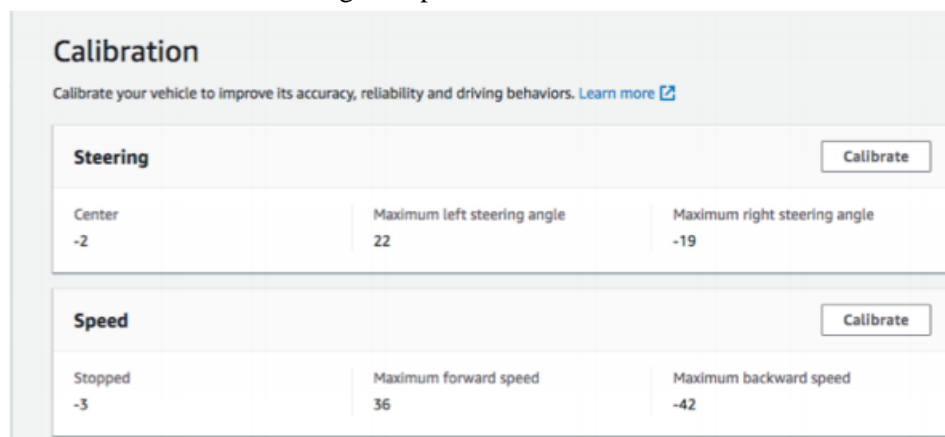 Calibration
Calibrate your vehicle to improve its accuracy, reliability and driving behaviors. Learn more
Steering
Calibrate
Center
Maximum left steering angle
Maximum right steering angle
-2
22
-19
Speed
Calibrate
Stopped
Maximum forward speed
Maximum backward speed
-3
36
-42